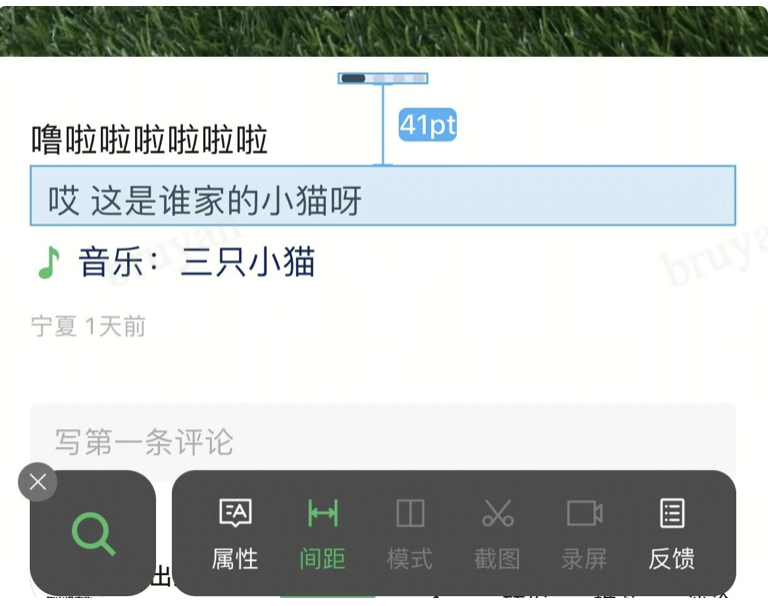 41pt
噜啦啦啦啦啦啦
哎 这是谁家的小猫呀
音乐：三只小猫
宁夏 1天前
写第一条评论
属性 间距 模式 截图 录屏 反馈
出
bruyan
bruya